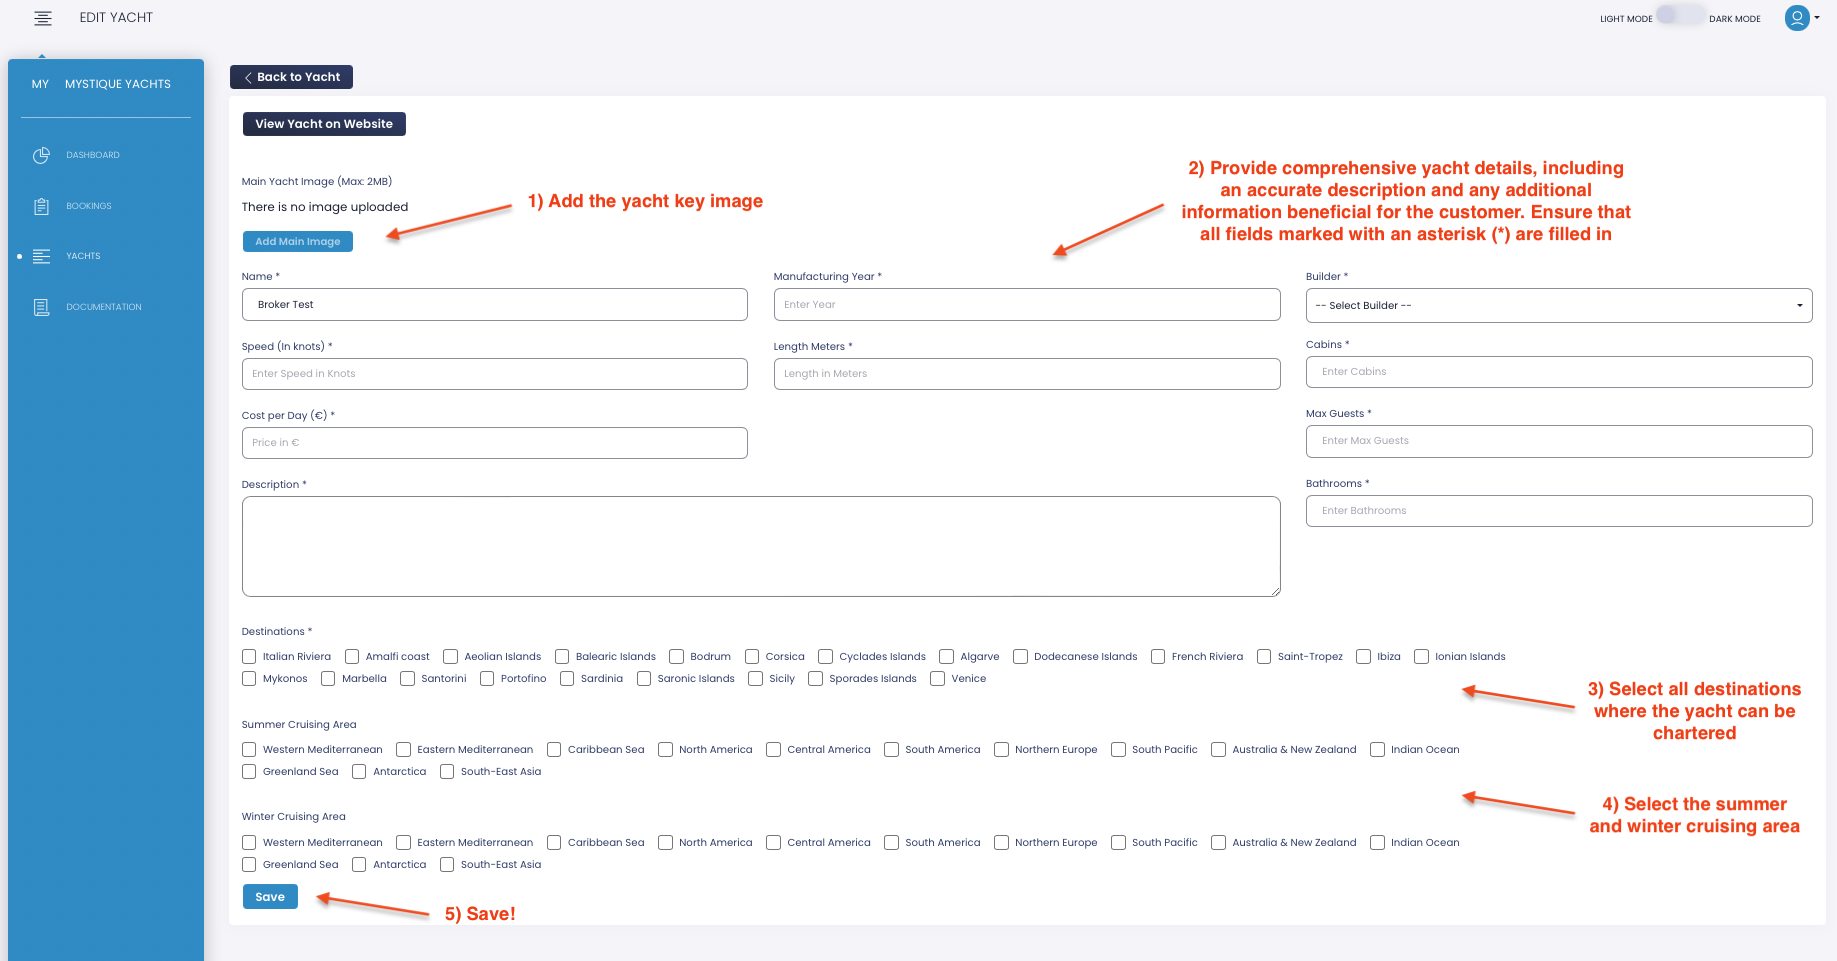 EDIT YACHT
LIGHT MODE
DARK MODE
MY MYSTIQUE YACHTS
DASHBOARD
BOOKINGS
YACHTS
DOCUMENTATION
Back to Yacht
View Yacht on Website
Main Yacht Image (Max: 2MB)
There is no image uploaded
Add Main Image
1) Add the yacht key image
2) Provide comprehensive yacht details, including
an accurate description and any additional
information beneficial for the customer. Ensure that
all fields marked with an asterisk (*) are filled in
Name *
Broker Test
Manufacturing Year *
Enter Year
Builder *
-- Select Builder --
Speed (In knots) *
Enter Speed in Knots
Length Meters *
Length in Meters
Cabins *
Enter Cabins
Cost per Day (€) *
Price in €
Max Guests *
Enter Max Guests
Description *
Bathrooms *
Enter Bathrooms
Destinations *
Italian Riviera Amalfi coast Aeolian Islands Balearic Islands Bodrum Corsica Cyclades Islands Algarve Dodecanese Islands French Riviera Saint-Tropez Ibiza Ionian Islands
Mykonos Marbella Santorini Portofino Sardinia Saronic Islands Sicily Sporades Islands Venice
3) Select all destinations
where the yacht can be
chartered
Summer Cruising Area
Western Mediterranean Eastern Mediterranean Caribbean Sea North America Central America South America Northern Europe South Pacific Australia & New Zealand Indian Ocean
Greenland Sea Antarctica South-East Asia
4) Select the summer
and winter cruising area
Winter Cruising Area
Western Mediterranean Eastern Mediterranean Caribbean Sea North America Central America South America Northern Europe South Pacific Australia & New Zealand Indian Ocean
Greenland Sea Antarctica South-East Asia
Save
5) Save!